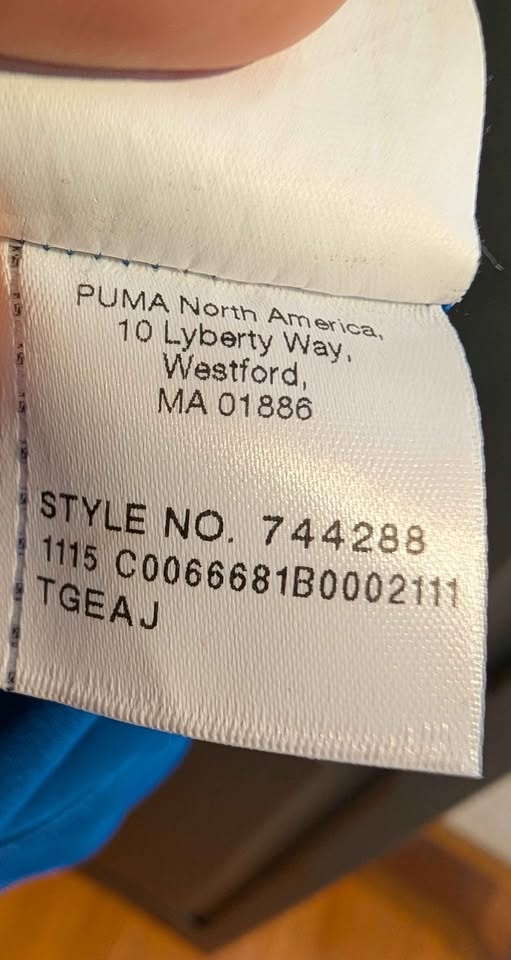 PUMA North America,
10 Lyberty Way,
Westford,
MA 01886
STYLE NO. 744288
1115 C0066681B0002111
TGEAJ